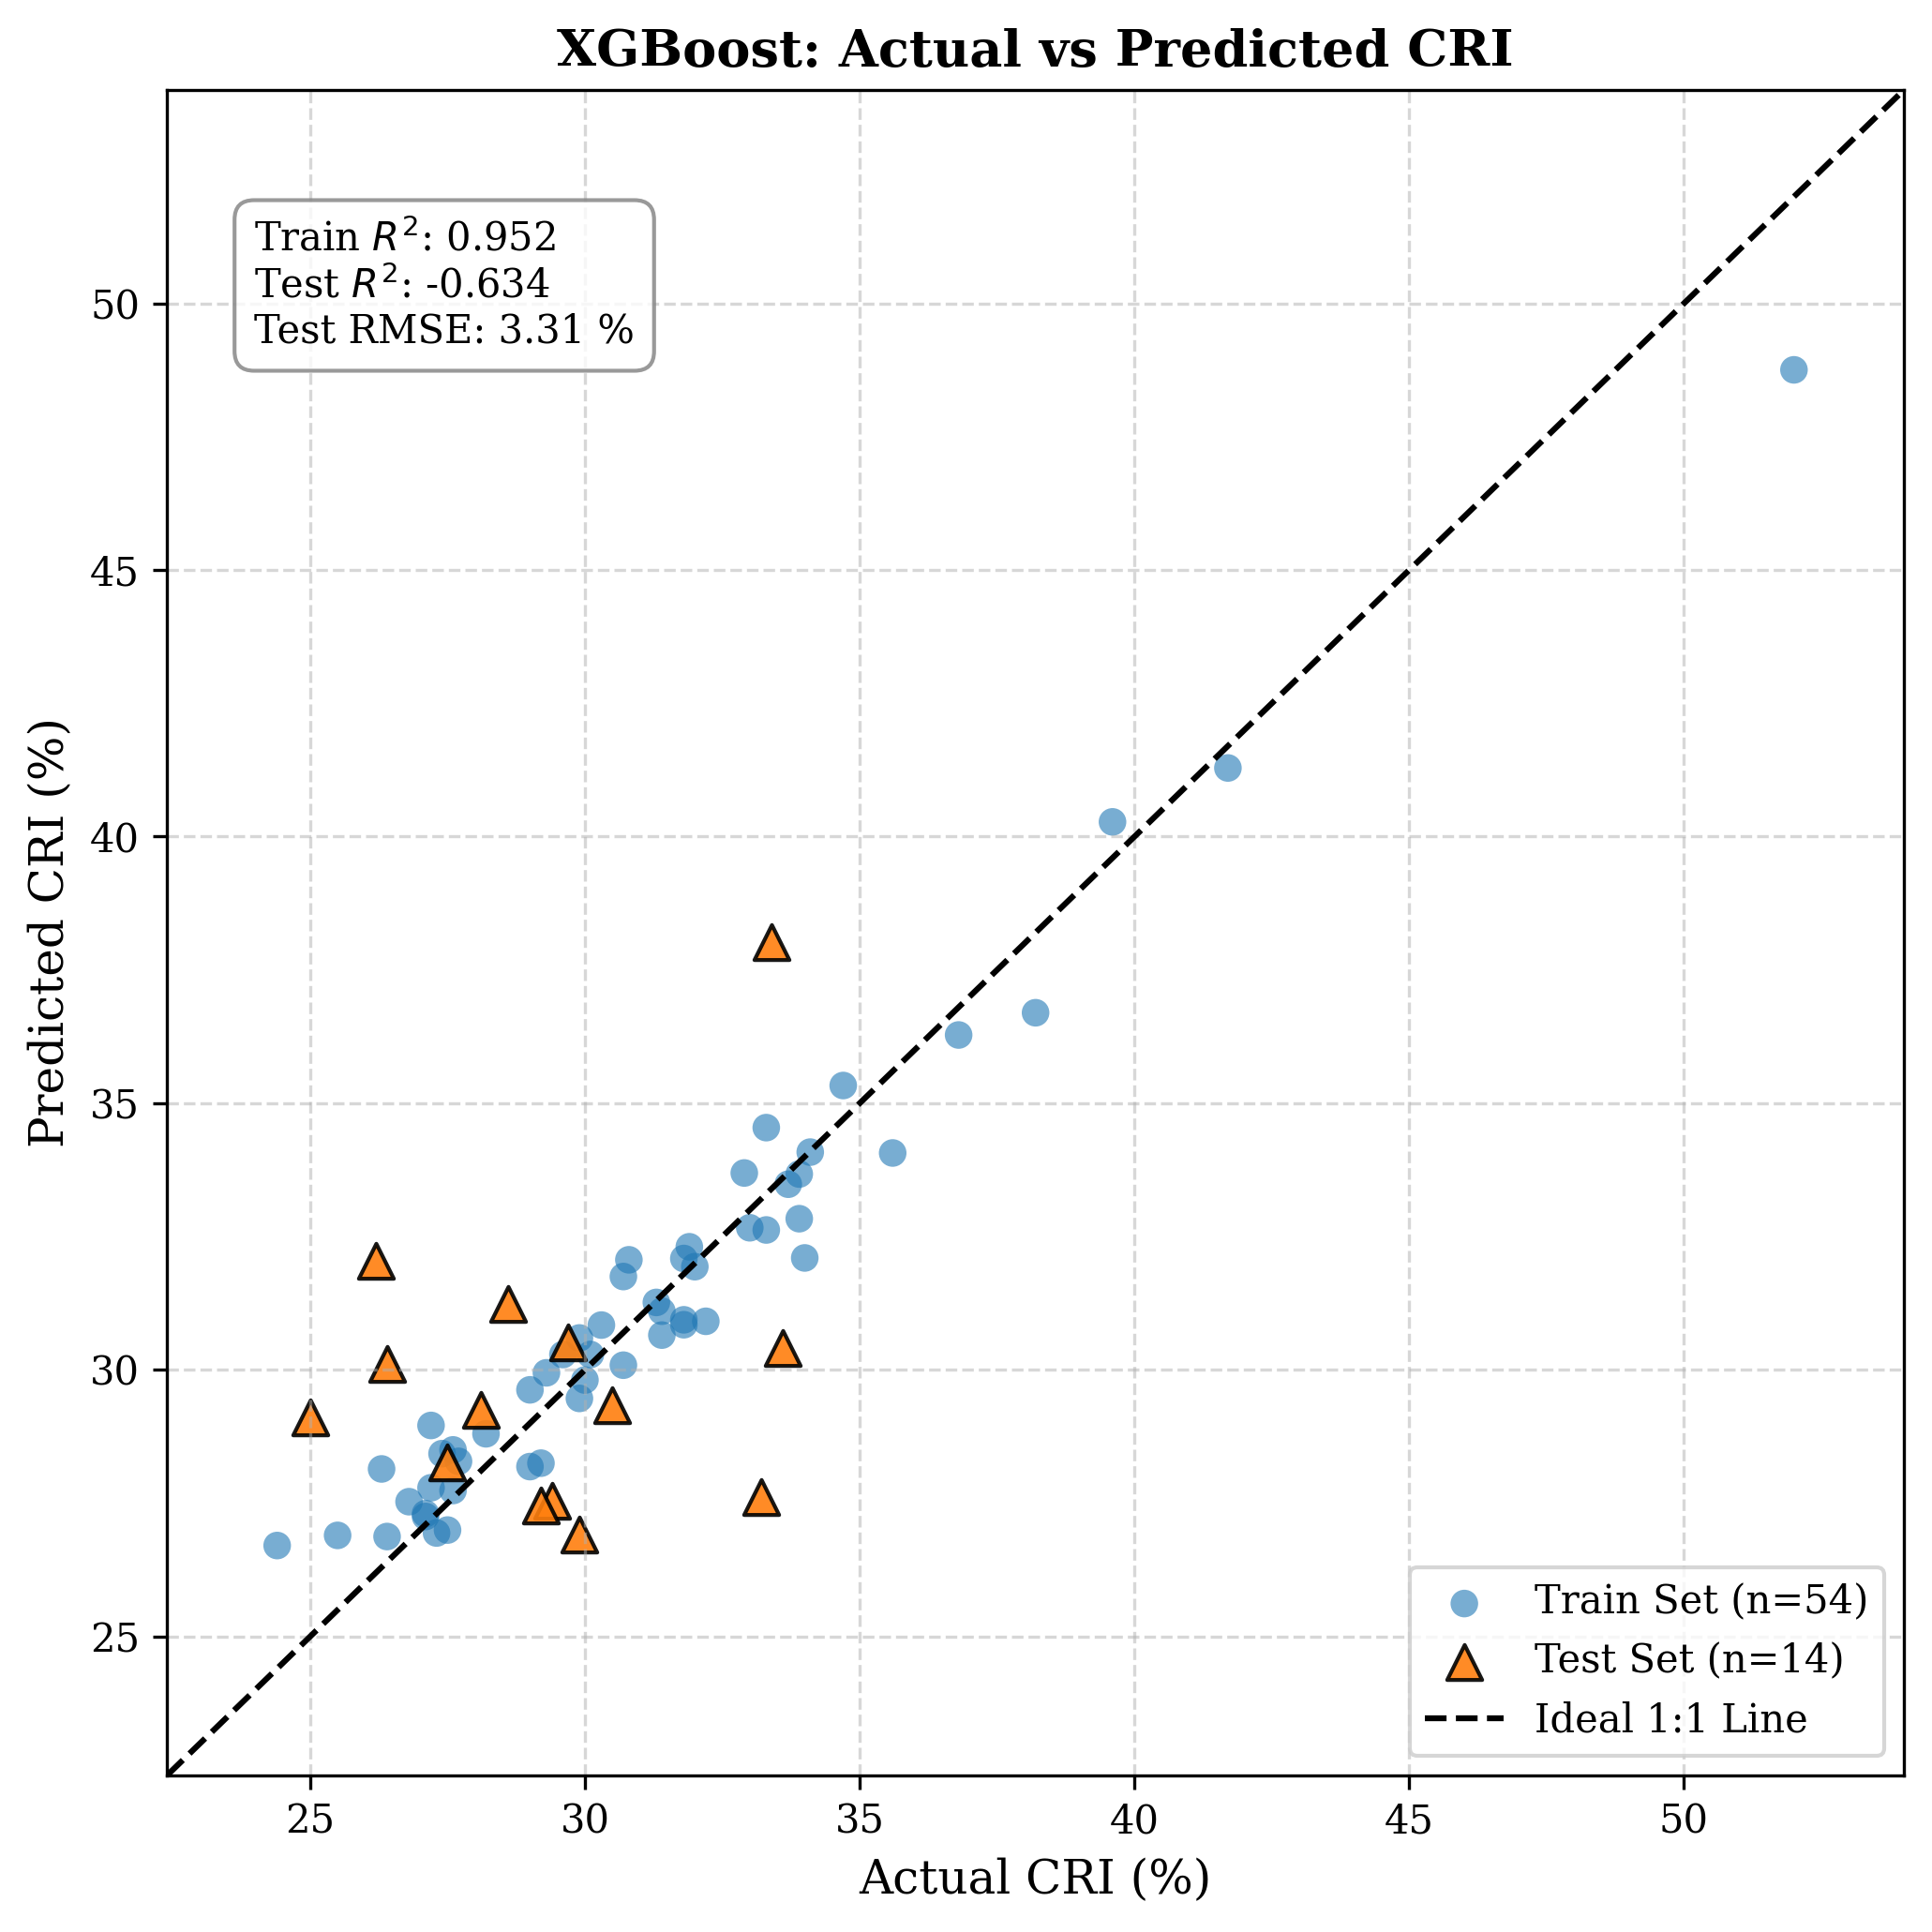 XGBoost: Actual vs Predicted CRI
Train R²: 0.952
Test R²: -0.634
Test RMSE: 3.31 %
Predicted CRI (%)
50
45
40
35
30
25
25 30 35 40 45 50
Actual CRI (%)
Train Set (n=54)
Test Set (n=14)
Ideal 1:1 Line